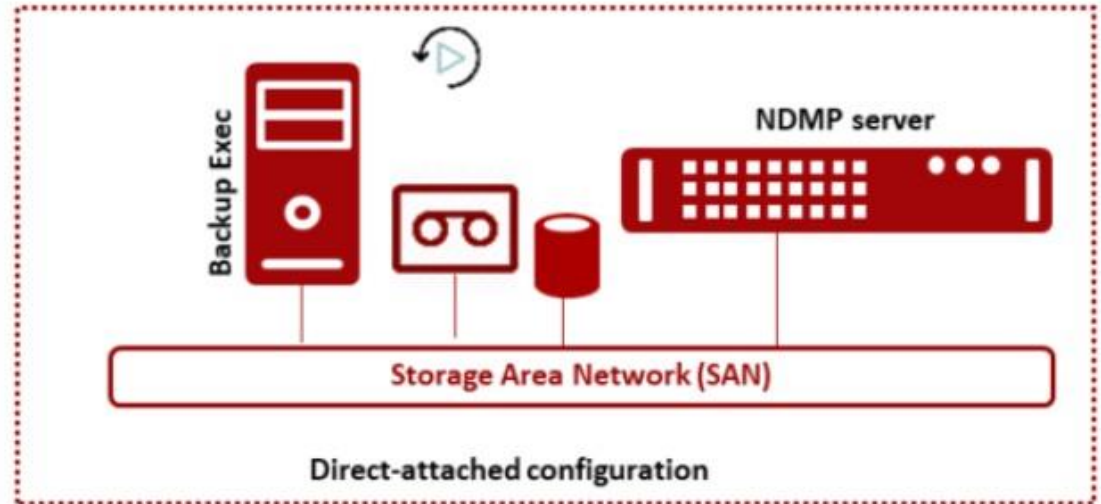 Backup Exec
NDMP server
Storage Area Network (SAN)
Direct-attached configuration